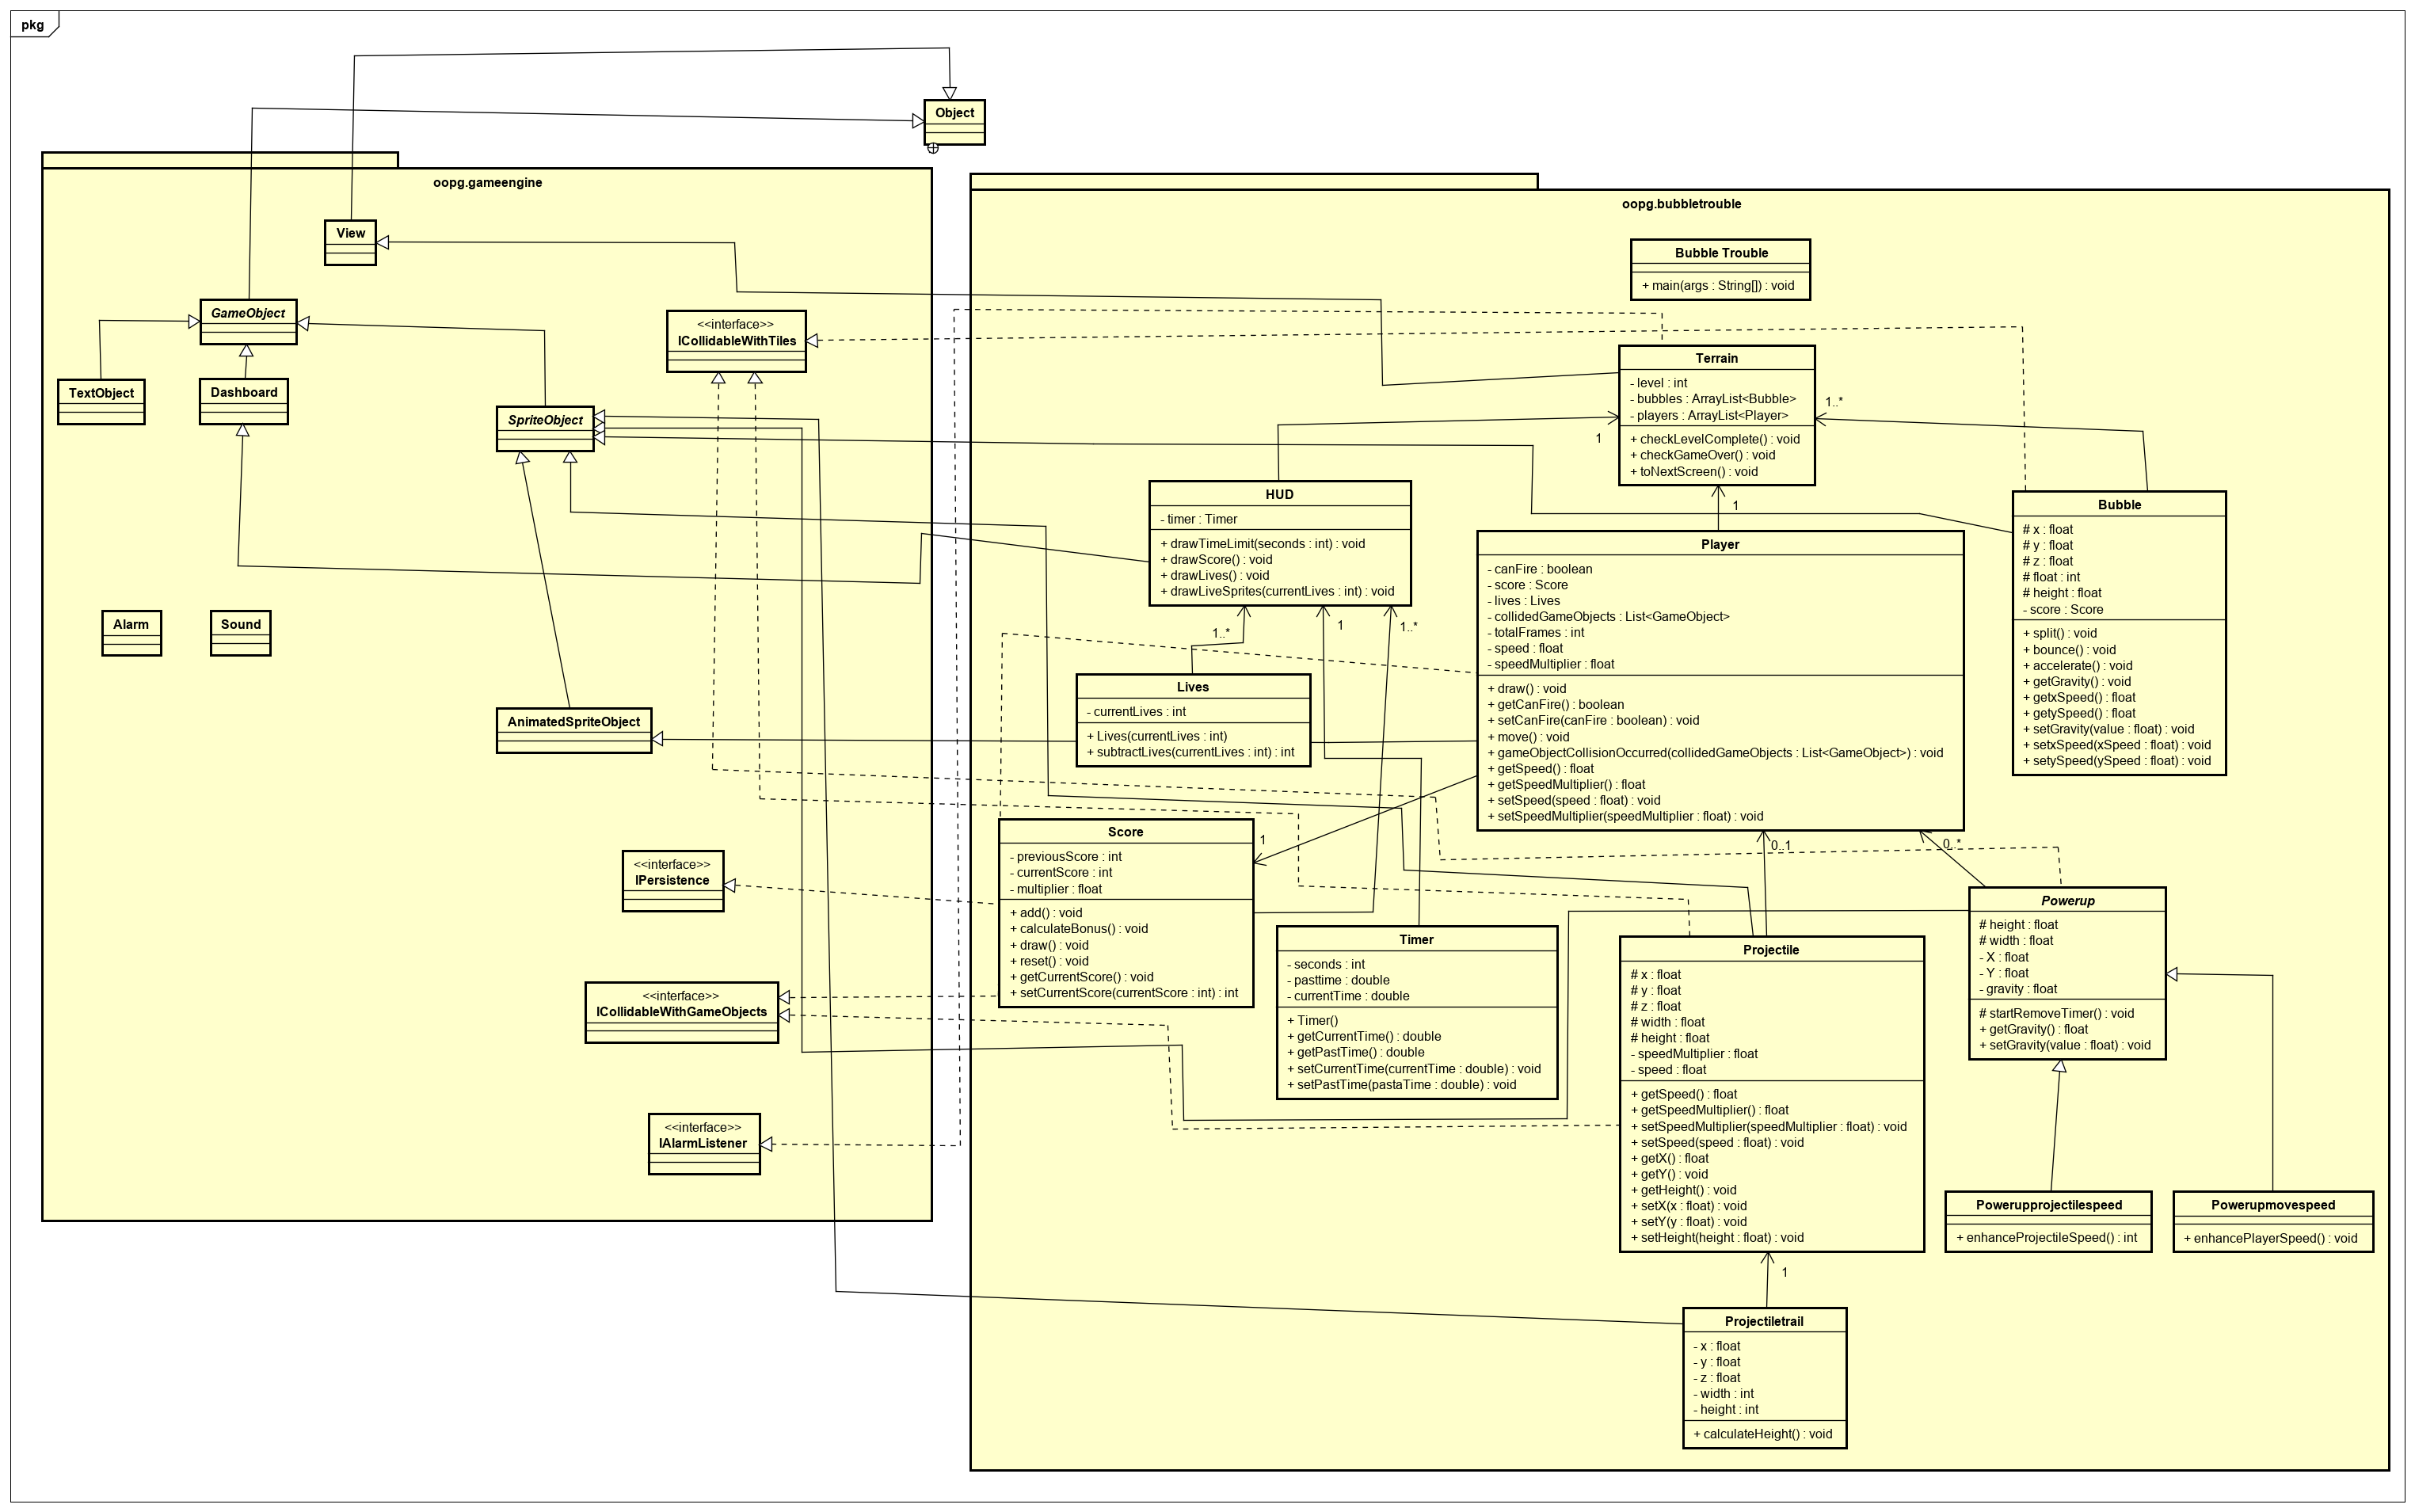 pkg
Object
oopg.gameengine
View
GameObject
TextObject
Dashboard
<<interface>>
ICollidableWithTiles
SpriteObject
Alarm
Sound
AnimatedSpriteObject
<<interface>>
IPersistence
<<interface>>
ICollidableWithGameObjects
<<interface>>
IAlarmListener
oopg.bubbletrouble
Bubble Trouble
+ main(args : String[]) : void
Terrain
- level : int
- bubbles : ArrayList<Bubble>
- players : ArrayList<Player>
+ checkLevelComplete() : void
+ checkGameOver() : void
+ toNextScreen() : void
1..*
1
1
HUD
- timer : Timer
+ drawTimeLimit(seconds : int) : void
+ drawScore() : void
+ drawLives() : void
+ drawLiveSprites(currentLives : int) : void
1..*
1
1..*
Bubble
# x : float
# y : float
# z : float
# float : int
# height : float
- score : Score
+ split() : void
+ bounce() : void
+ accelerate() : void
+ getGravity() : void
+ getxSpeed() : float
+ getySpeed() : float
+ setGravity(value : float) : void
+ setxSpeed(xSpeed : float) : void
+ setySpeed(ySpeed : float) : void
Player
- canFire : boolean
- score : Score
- lives : Lives
- collidedGameObjects : List<GameObject>
- totalFrames : int
- speed : float
- speedMultiplier : float
+ draw() : void
+ getCanFire() : boolean
+ setCanFire(canFire : boolean) : void
+ move() : void
+ gameObjectCollisionOccurred(collidedGameObjects : List<GameObject>) : void
+ getSpeed() : float
+ getSpeedMultiplier() : float
+ setSpeed(speed : float) : void
+ setSpeedMultiplier(speedMultiplier : float) : void
Lives
- currentLives : int
+ Lives(currentLives : int)
+ subtractLives(currentLives : int) : int
Score
- previousScore : int
- currentScore : int
- multiplier : float
+ add() : void
+ calculateBonus() : void
+ draw() : void
+ reset() : void
+ getCurrentScore() : void
+ setCurrentScore(currentScore : int) : int
1
0..1
0..*
Timer
- seconds : int
- pasttime : double
- currentTime : double
+ Timer()
+ getCurrentTime() : double
+ getPastTime() : double
+ setCurrentTime(currentTime : double) : void
+ setPastTime(pastaTime : double) : void
Projectile
# x : float
# y : float
# z : float
# width : float
# height : float
- speedMultiplier : float
- speed : float
+ getSpeed() : float
+ getSpeedMultiplier() : float
+ setSpeedMultiplier(speedMultiplier : float) : void
+ setSpeed(speed : float) : void
+ getX() : float
+ getY() : void
+ getHeight() : void
+ setX(x : float) : void
+ setY(y : float) : void
+ setHeight(height : float) : void
Powerup
# height : float
# width : float
- X : float
- Y : float
- gravity : float
# startRemoveTimer() : void
+ getGravity() : float
+ setGravity(value : float) : void
Powerupprojectilespeed
+ enhanceProjectileSpeed() : int
Powerupmovespeed
+ enhancePlayerSpeed() : void
1
Projectiletrail
- x : float
- y : float
- z : float
- width : int
- height : int
+ calculateHeight() : void